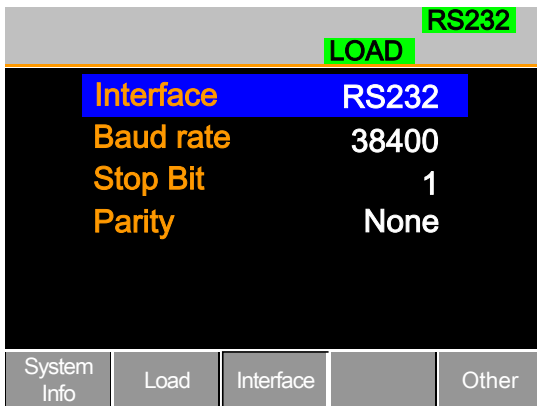 RS232
LOAD
Interface RS232
Baud rate 38400
Stop Bit 1
Parity None
System
Info
Load
Interface
Other